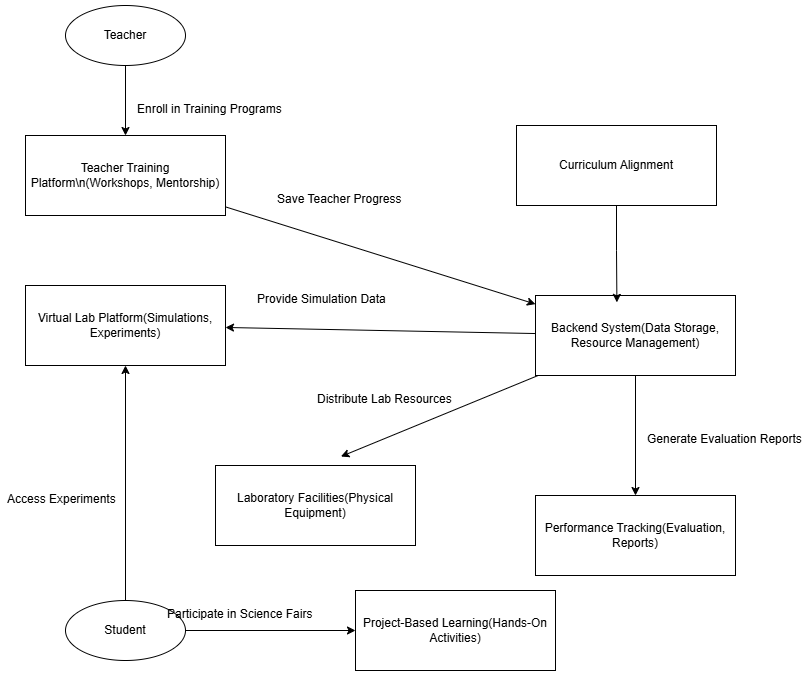 Teacher
Enroll in Training Programs
Teacher Training
Platform\n(Workshops, Mentorship)
Curriculum Alignment
Save Teacher Progress
Provide Simulation Data
Virtual Lab Platform(Simulations,
Experiments)
Backend System(Data Storage,
Resource Management)
Distribute Lab Resources
Generate Evaluation Reports
Laboratory Facilities(Physical
Equipment)
Access Experiments
Performance Tracking(Evaluation,
Reports)
Participate in Science Fairs
Student
Project-Based Learning(Hands-On
Activities)